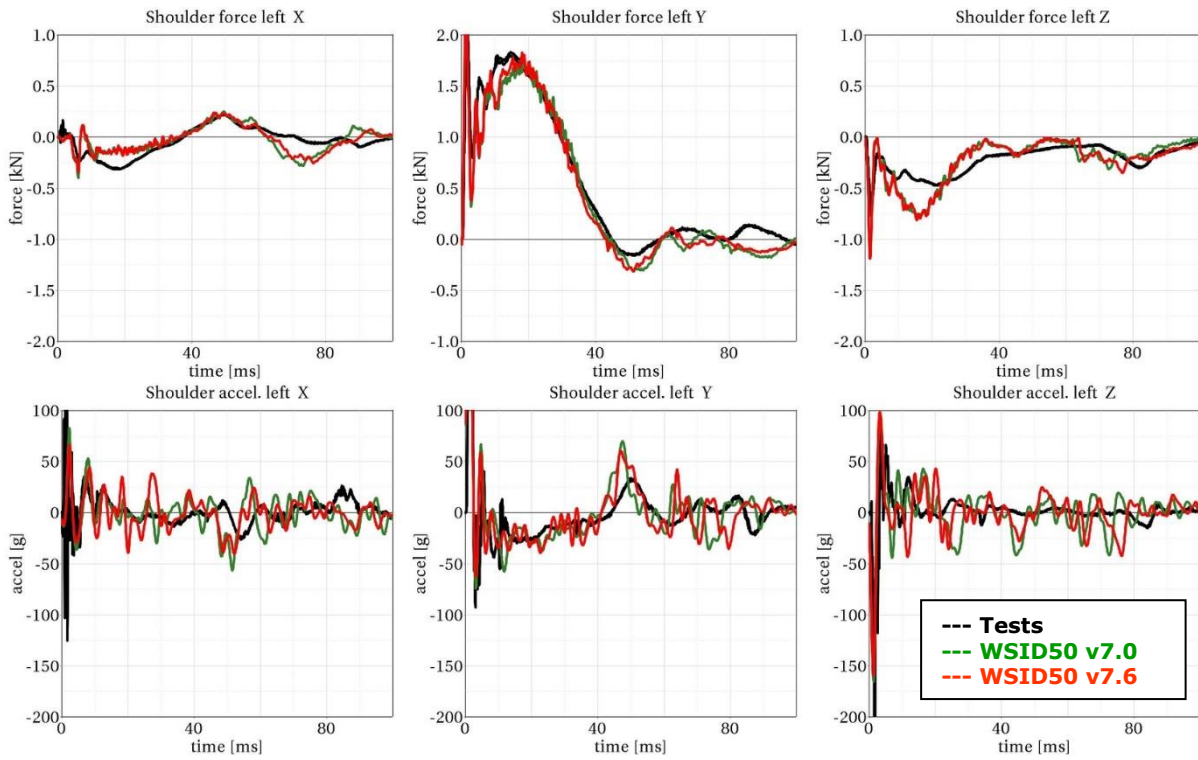 Shoulder force left X
1.0
0.5
0.0
-0.5
-1.0
-1.5
-2.0
force [kN]
0
40
80
time [ms]
Shoulder force left Y
2.0
1.5
1.0
0.5
0.0
-0.5
-1.0
force [kN]
0
40
80
time [ms]
Shoulder force left Z
1.0
0.5
0.0
-0.5
-1.0
-1.5
-2.0
force [kN]
0
40
80
time [ms]
Shoulder accel. left X
100
50
0
-50
-100
-150
-200
accel [g]
0
40
80
time [ms]
Shoulder accel. left Y
100
50
0
-50
-100
-150
-200
accel [g]
0
40
80
time [ms]
Shoulder accel. left Z
100
50
0
-50
-100
-150
-200
accel [g]
0
40
80
time [ms]
--- Tests
--- WSID50 v7.0
--- WSID50 v7.6